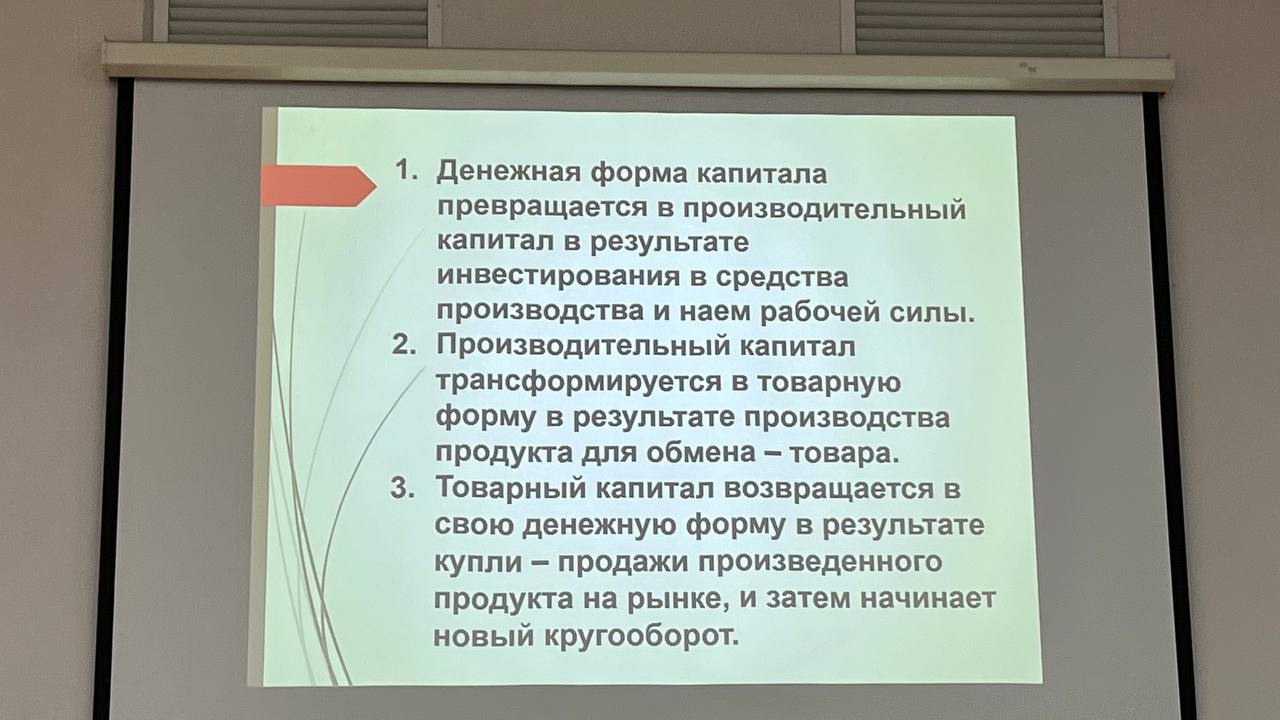 1. Денежная форма капитала
превращается в производительный
капитал в результате
инвестирования в средства
производства и наем рабочей силы.
2. Производительный капитал
трансформируется в товарную
форму в результате производства
продукта для обмена – товара.
3. Товарный капитал возвращается в
свою денежную форму в результате
купли – продажи произведенного
продукта на рынке, и затем начинает
новый кругооборот.